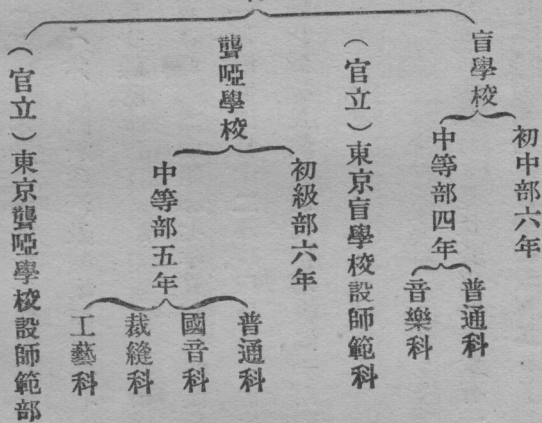 盲學校
初中部六年
中等部四年
普通科
音樂科
（官立）東京盲學校設師範科
聾啞學校
初級部六年
中等部五年
普通科
國音科
裁縫科
工藝科
（官立）東京聾啞學校設師範部